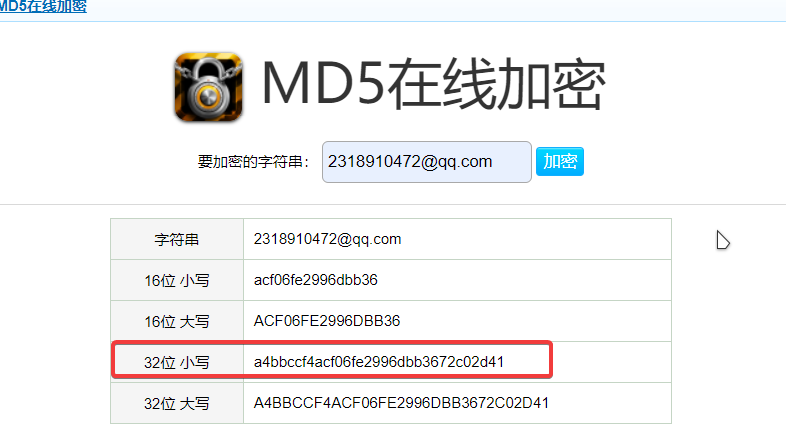 MD5在线加密
MD5在线加密
要加密的字符串: 2318910472@qq.com 加密
字符串 2318910472@qq.com
16位 小写 acf06fe2996dbb36
16位 大写 ACF06FE2996DBB36
32位 小写 a4bbccf4acf06fe2996dbb3672c02d41
32位 大写 A4BBCCF4ACF06FE2996DBB3672C02D41